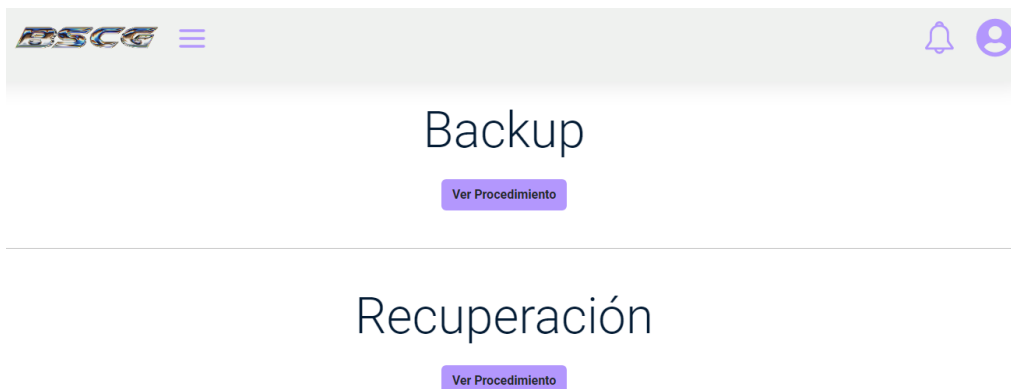 BSCG
Backup
Ver Procedimiento
Recuperación
Ver Procedimiento